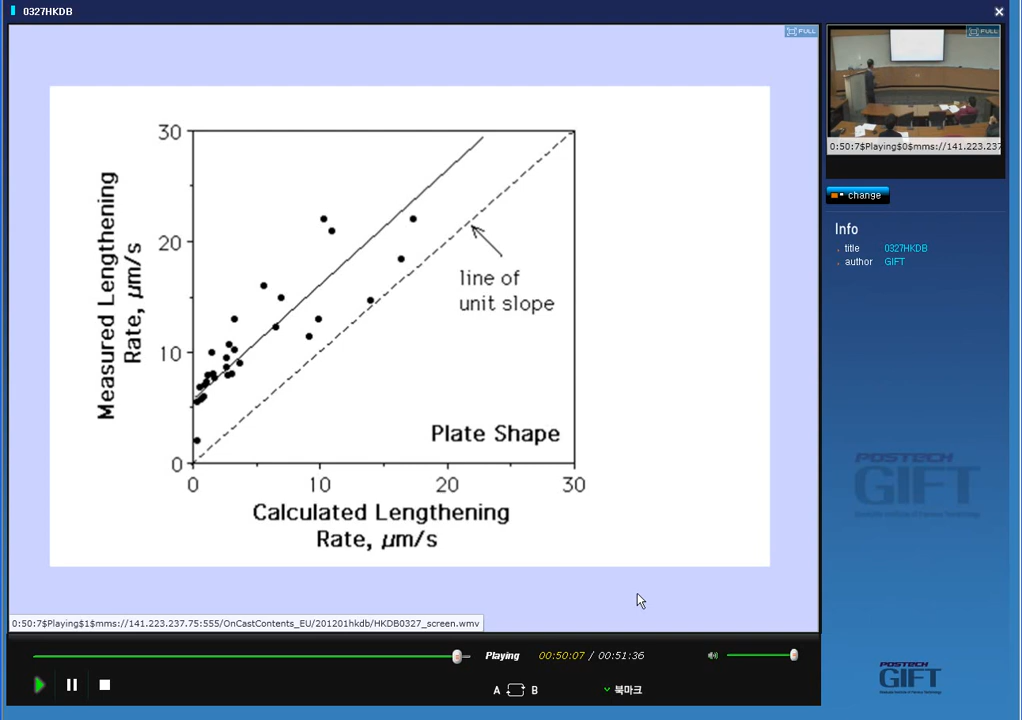 0327HKDB
FULL
30
20
10
0
0
10
20
30
Measured Lengthening
Rate, µm/s
line of
unit slope
Plate Shape
Calculated Lengthening
Rate, µm/s
0:50:7$Playing$1$mms://141.223.237.75:555/OnCastContents_EU/201201hkdb/HKDB0327_screen.wmv
Playing
00:50:07 / 00:51:36
A B
북마크
FULL
0:50:7$Playing$0$mms://141.223.237
change
Info
. title 0327HKDB
. author GIFT
POSTECH
GIFT
POSTECH
GIFT